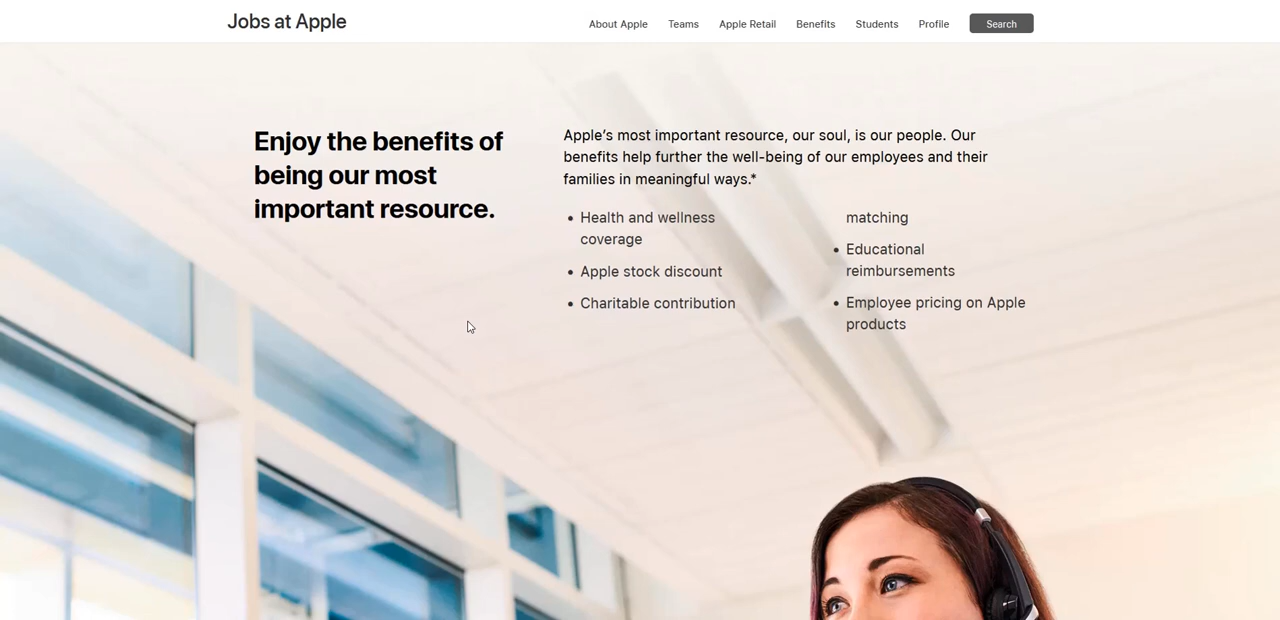 Jobs at Apple
About Apple
Teams
Apple Retail
Benefits
Students
Profile
Search
Enjoy the benefits of
being our most
important resource.
Apple’s most important resource, our soul, is our people. Our
benefits help further the well-being of our employees and their
families in meaningful ways.*
• Health and wellness
coverage
• Apple stock discount
• Charitable contribution
matching
• Educational
reimbursements
• Employee pricing on Apple
products